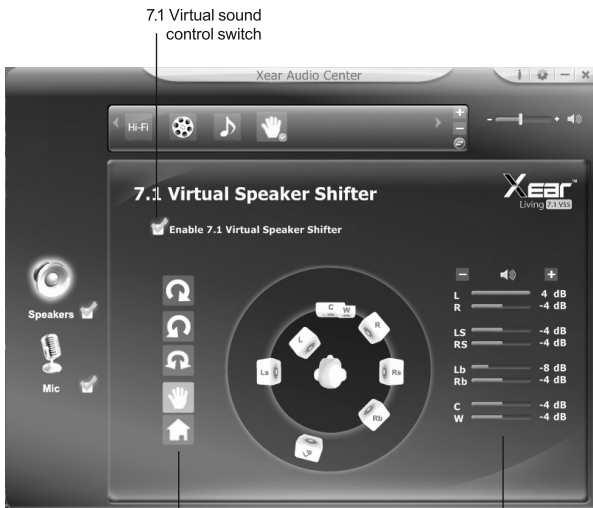 7.1 Virtual sound
control switch
Xear Audio Center
Hi-Fi
7.1 Virtual Speaker Shifter
Xear™
Living 7.1 VSS
Enable 7.1 Virtual Speaker Shifter
Speakers
Mic
C W
L
R
Ls
Rs
Rb
Lb
L 4 dB
R -4 dB
LS -4 dB
RS -4 dB
Lb -8 dB
Rb -4 dB
C -4 dB
W -4 dB